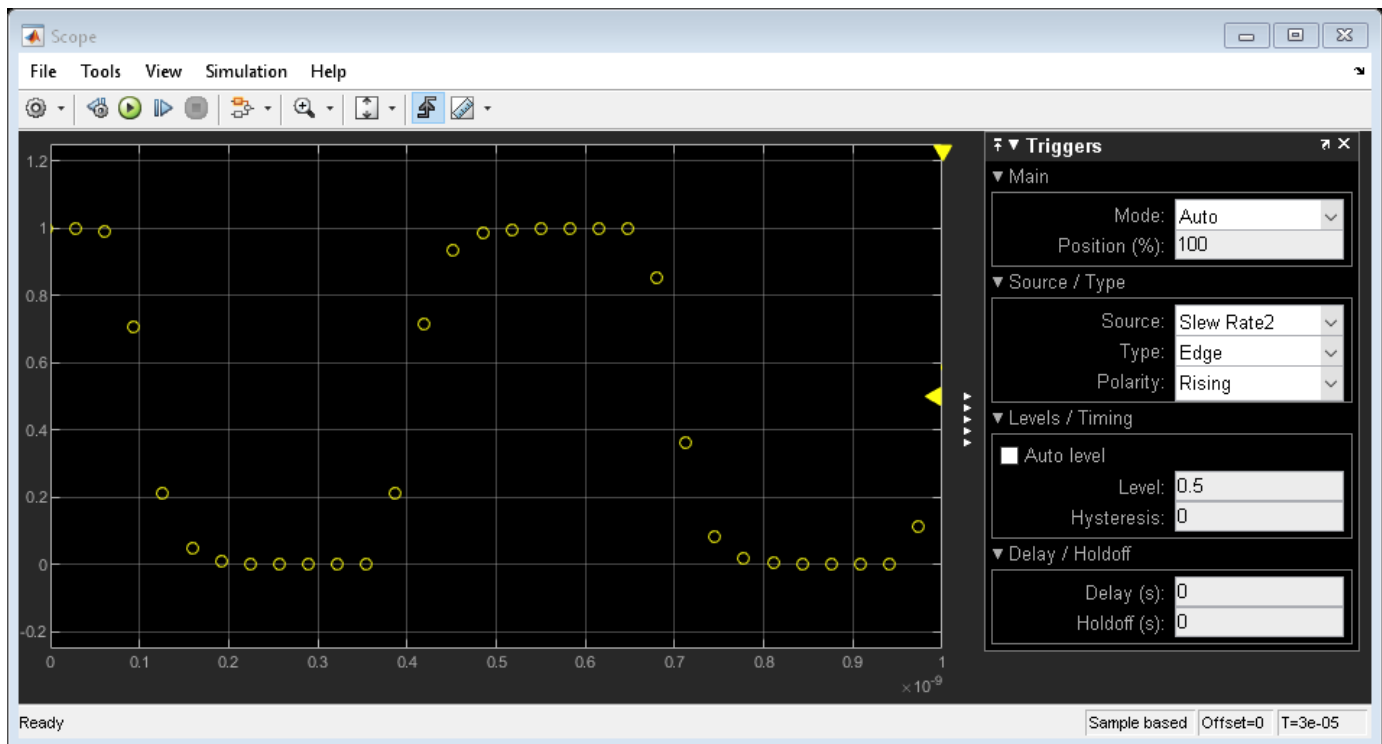 Scope
File Tools View Simulation Help
1.2
1
0.8
0.6
0.4
0.2
0
-0.2
0 0.1 0.2 0.3 0.4 0.5 0.6 0.7 0.8 0.9 1
×10⁻⁹
Triggers
Main
Mode: Auto
Position (%): 100
Source / Type
Source: Slew Rate2
Type: Edge
Polarity: Rising
Levels / Timing
Auto level
Level: 0.5
Hysteresis: 0
Delay / Holdoff
Delay (s): 0
Holdoff (s): 0
Ready Sample based Offset=0 T=3e-05